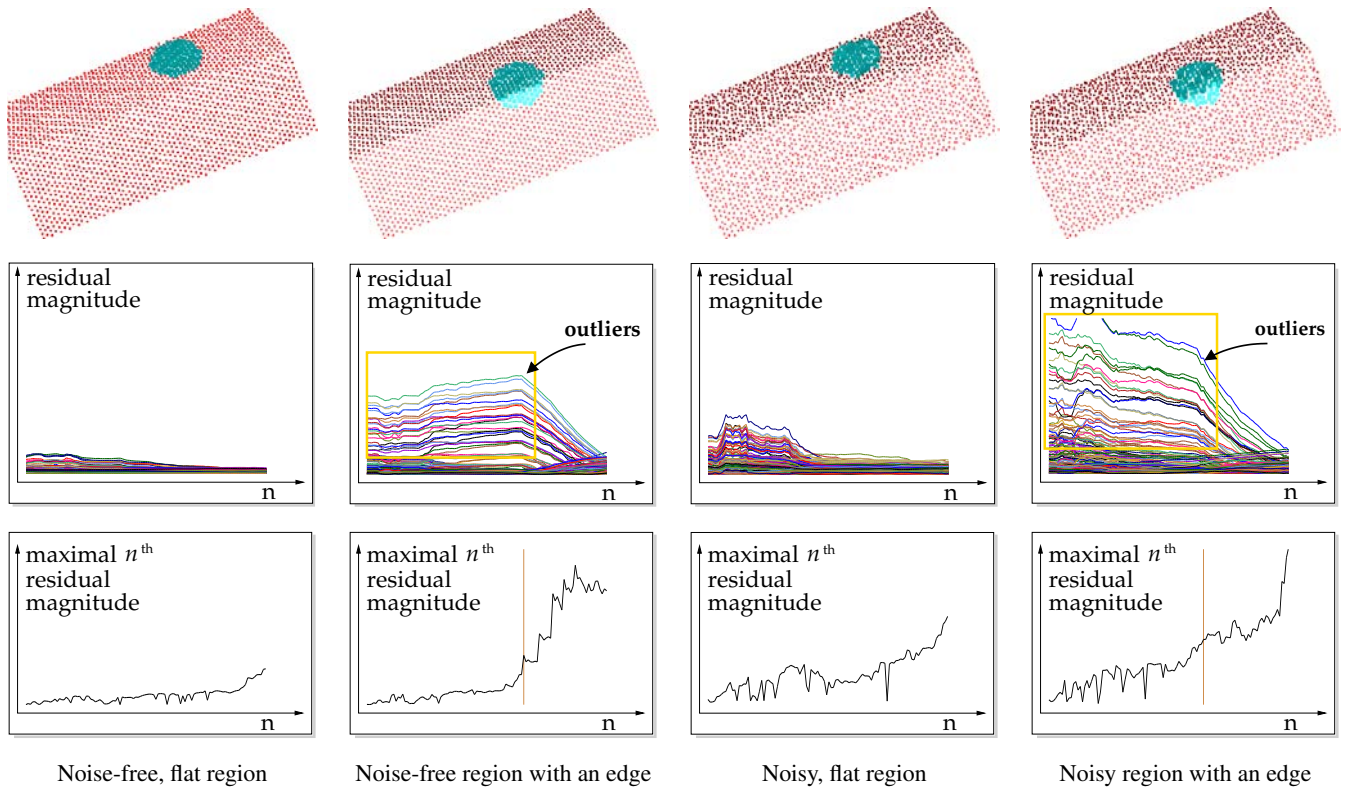 residual
magnitude
n
residual
magnitude
outliers
n
residual
magnitude
n
residual
magnitude
outliers
n
maximal nth
residual
magnitude
n
maximal nth
residual
magnitude
n
maximal nth
residual
magnitude
n
maximal nth
residual
magnitude
n
Noise-free, flat region
Noise-free region with an edge
Noisy, flat region
Noisy region with an edge